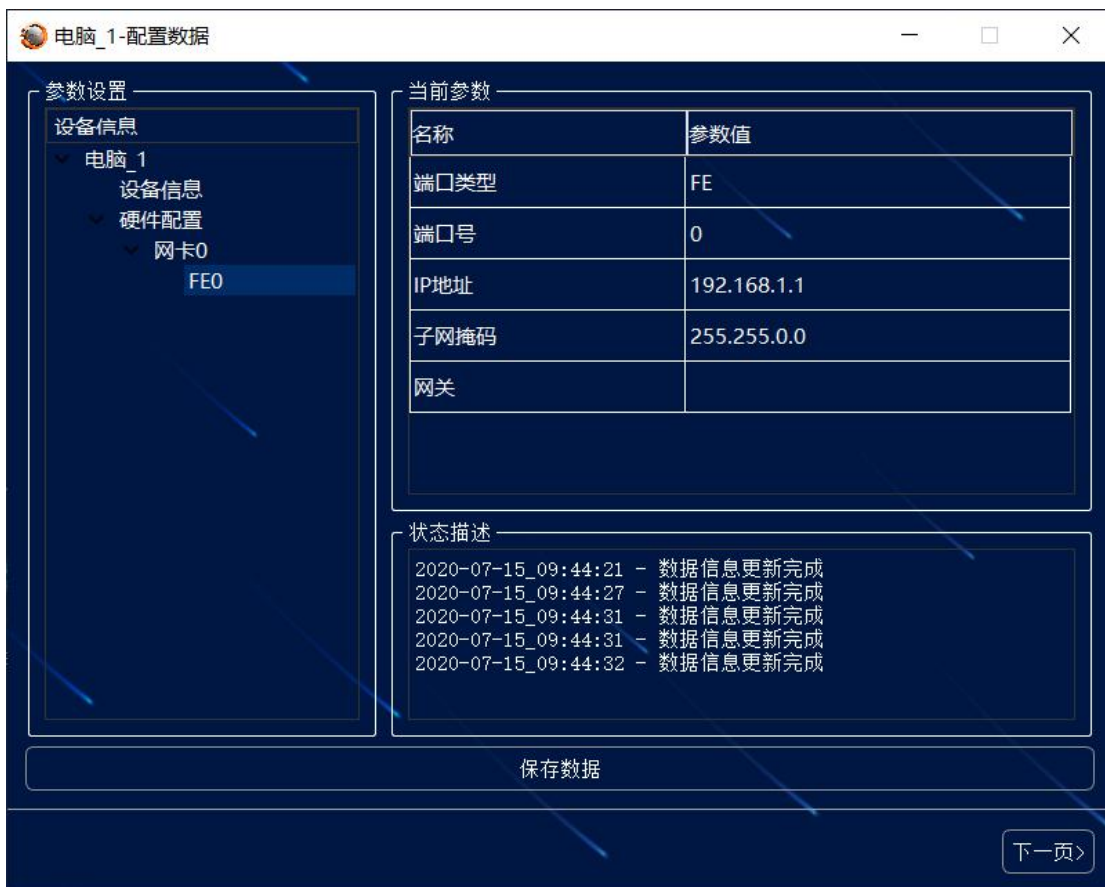 电脑_1-配置数据
参数设置
设备信息
电脑_1
设备信息
硬件配置
网卡0
FE0
当前参数
名称 参数值
端口类型 FE
端口号 0
IP地址 192.168.1.1
子网掩码 255.255.0.0
网关
状态描述
2020-07-15_09:44:21 - 数据信息更新完成
2020-07-15_09:44:27 - 数据信息更新完成
2020-07-15_09:44:31 - 数据信息更新完成
2020-07-15_09:44:31 - 数据信息更新完成
2020-07-15_09:44:32 - 数据信息更新完成
保存数据
下一页>